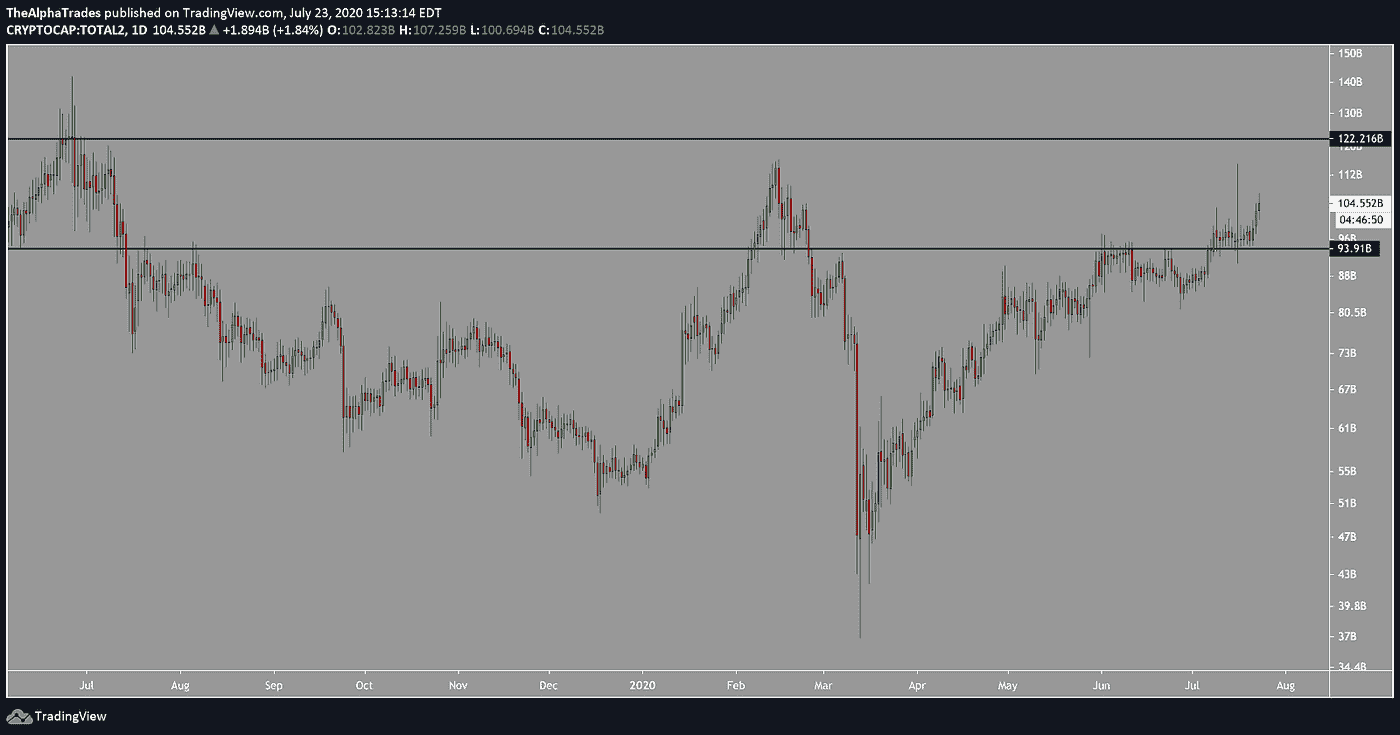 TheAlphaTrades published on TradingView.com, July 23, 2020 15:13:14 EDT
CRYPTOCAP:TOTAL2, 1D 104.552B ▲ +1.894B (+1.84%) O:102.823B H:107.259B L:100.694B C:104.552B
150B
140B
130B
122.216B
120B
112B
104.552B
04:46:50
96B
93.91B
88B
80.5B
73B
67B
61B
55B
51B
47B
43B
39.8B
37B
34.4B
Jul Aug Sep Oct Nov Dec 2020 Feb Mar Apr May Jun Jul Aug
TradingView